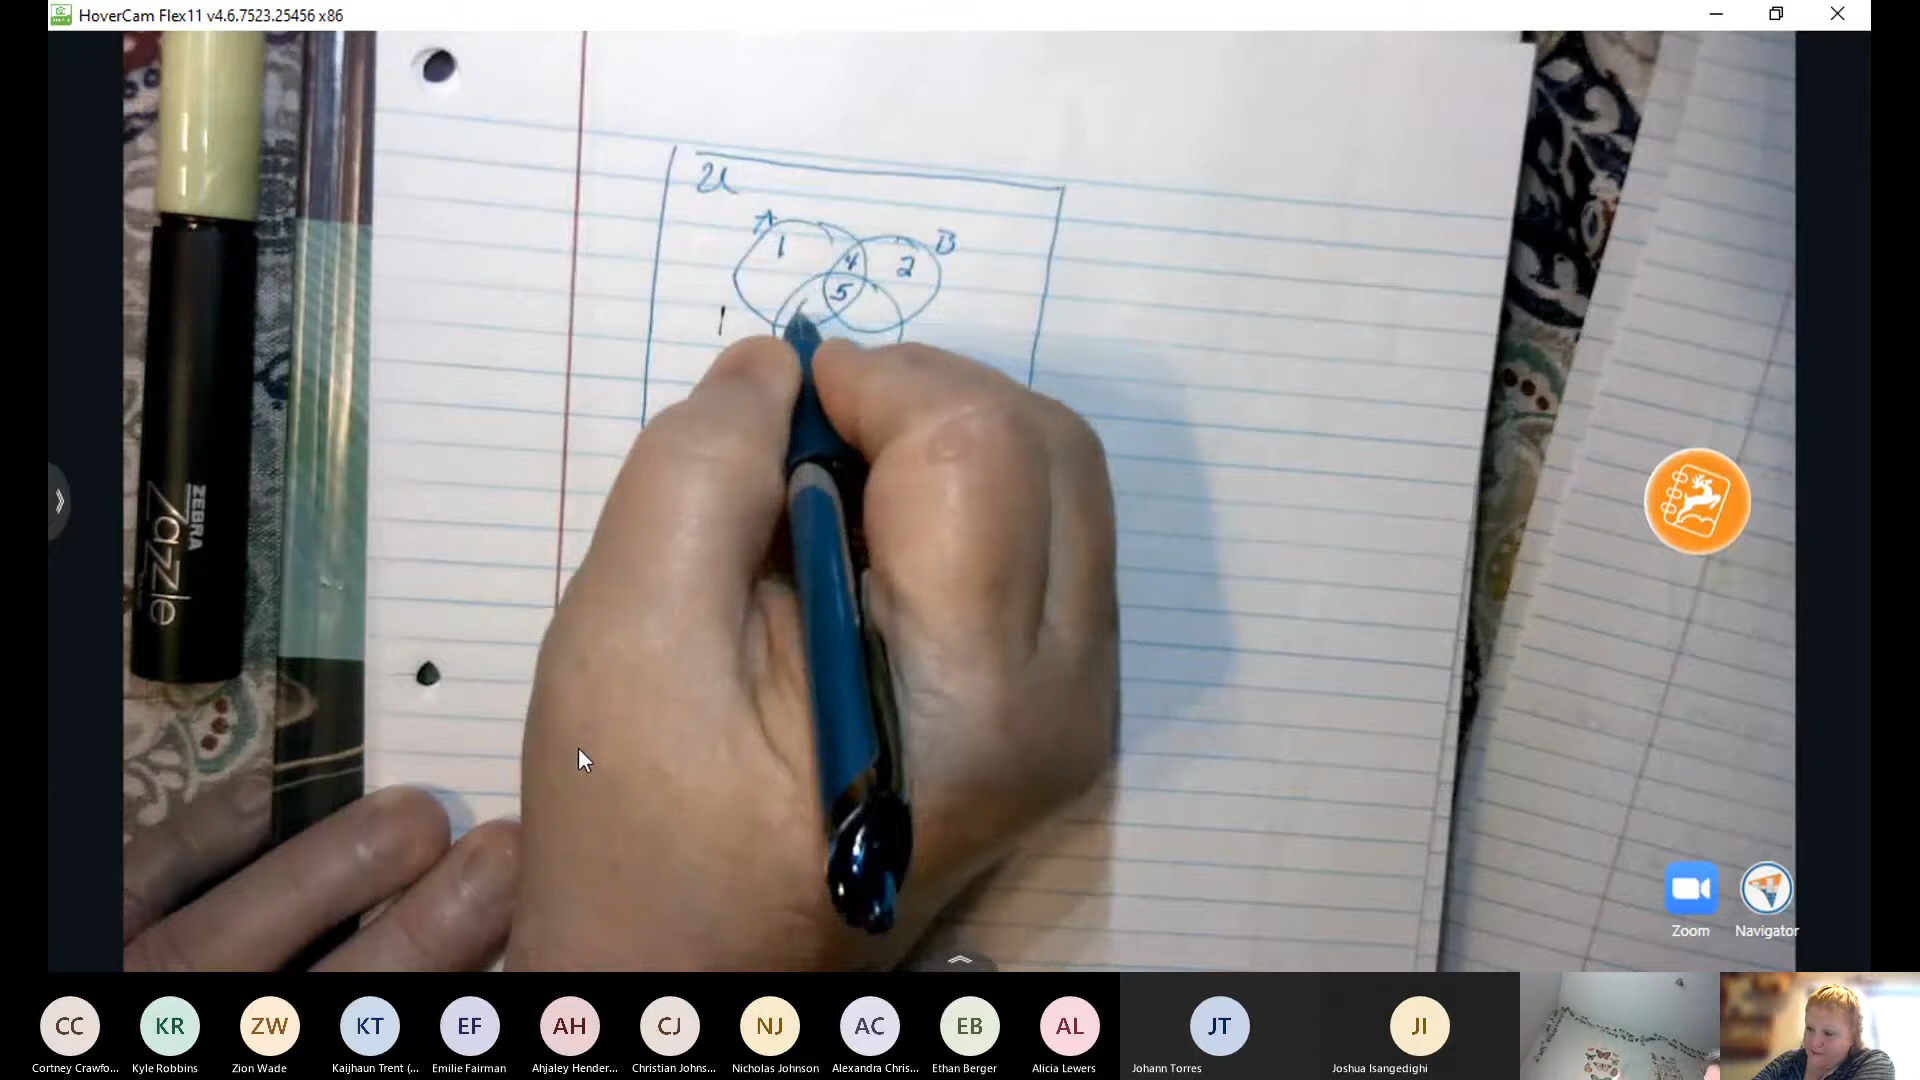 HoverCam Flex11 v4.6.7523.25456 x86
U
A
B
1
4
2
5
ZEBRA
Zazzle
Zoom
Navigator
CC
KR
ZW
KT
EF
AH
CJ
NJ
AC
EB
AL
JT
JI
Cortney Crawfo...
Kyle Robbins
Zion Wade
Kaijhaun Trent (...
Emilie Fairman
Ahjaley Hender...
Christian Johns...
Nicholas Johnson
Alexandra Chris...
Ethan Berger
Alicia Lewers
Johann Torres
Joshua Isangedighi